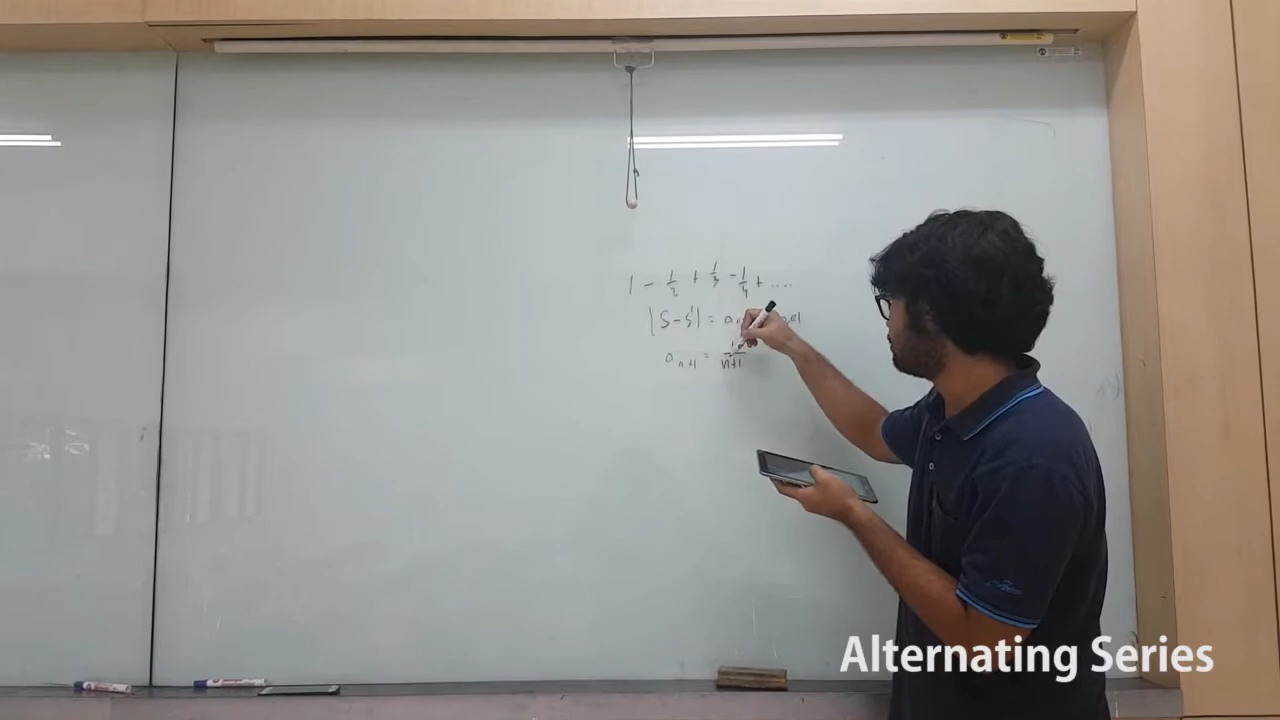 1 - 1/2 + 1/3 - 1/4 + ....
|S-S'| = a
a n+1 = 1/n+1
Alternating Series